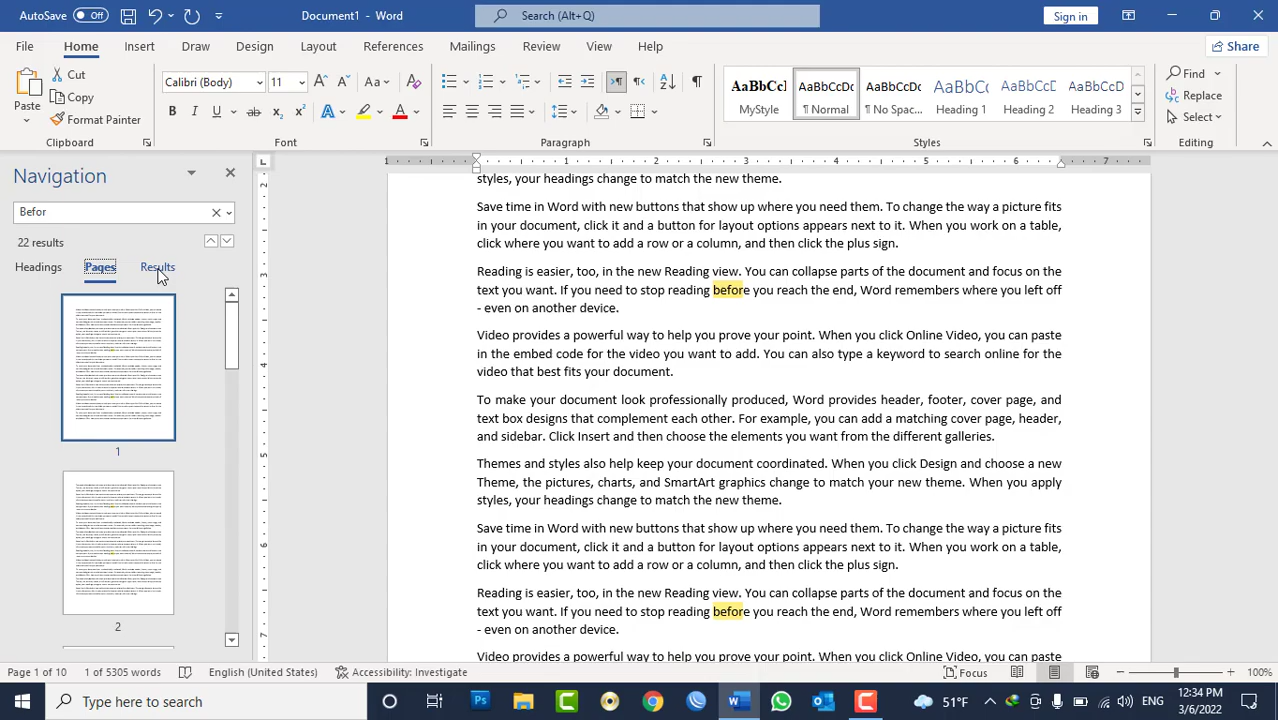 AutoSave Off Document1 - Word Search (Alt+Q) Sign in
File Home Insert Draw Design Layout References Mailings Review View Help Share
Paste Cut Copy Format Painter
Calibri (Body) 11
AaBbCcI AaBbCcDc AaBbCcDc AaBbC AaBbCcD AaBbCcD
MyStyle ¶ Normal ¶ No Spac... Heading 1 Heading 2 Heading 3
Find Replace Select
Clipboard Font Paragraph Styles Editing
Navigation
Befor
22 results
Headings Pages Results
1
2
1 1 2 3 4 5 6 7
2
3
4
5
6
7
styles, your headings change to match the new theme.
Save time in Word with new buttons that show up where you need them. To change the way a picture fits
in your document, click it and a button for layout options appears next to it. When you work on a table,
click where you want to add a row or a column, and then click the plus sign.
Reading is easier, too, in the new Reading view. You can collapse parts of the document and focus on the
text you want. If you need to stop reading before you reach the end, Word remembers where you left off
- even on another device.
Video provides a powerful way to help you prove your point. When you click Online Video, you can paste
in the embed code for the video you want to add. You can also type a keyword to search online for the
video that best fits your document.
To make your document look professionally produced, Word provides header, footer, cover page, and
text box designs that complement each other. For example, you can add a matching cover page, header,
and sidebar. Click Insert and then choose the elements you want from the different galleries.
Themes and styles also help keep your document coordinated. When you click Design and choose a new
Theme, the pictures, charts, and SmartArt graphics change to match your new theme. When you apply
styles, your headings change to match the new theme.
Save time in Word with new buttons that show up where you need them. To change the way a picture fits
in your document, click it and a button for layout options appears next to it. When you work on a table,
click where you want to add a row or a column, and then click the plus sign.
Reading is easier, too, in the new Reading view. You can collapse parts of the document and focus on the
text you want. If you need to stop reading before you reach the end, Word remembers where you left off
- even on another device.
Video provides a powerful way to help you prove your point. When you click Online Video, you can paste
Page 1 of 10 1 of 5305 words English (United States) Accessibility: Investigate Focus 100%
Type here to search 51°F ENG 12:34 PM
3/6/2022